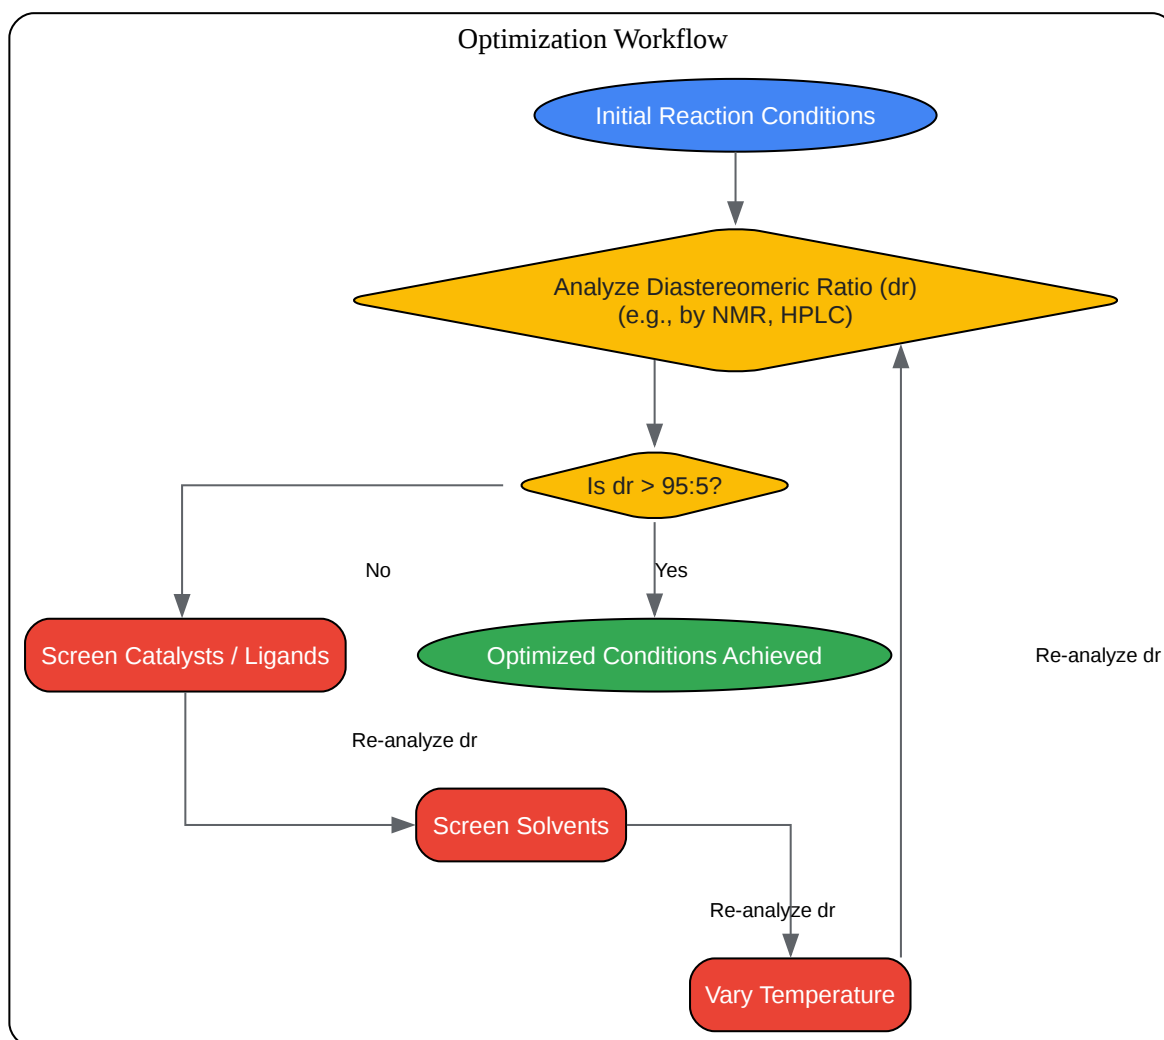 Optimization Workflow
Initial Reaction Conditions
Analyze Diastereomeric Ratio (dr)
(e.g., by NMR, HPLC)
Is dr > 95:5?
No
Yes
Screen Catalysts / Ligands
Optimized Conditions Achieved
Re-analyze dr
Re-analyze dr
Screen Solvents
Re-analyze dr
Vary Temperature